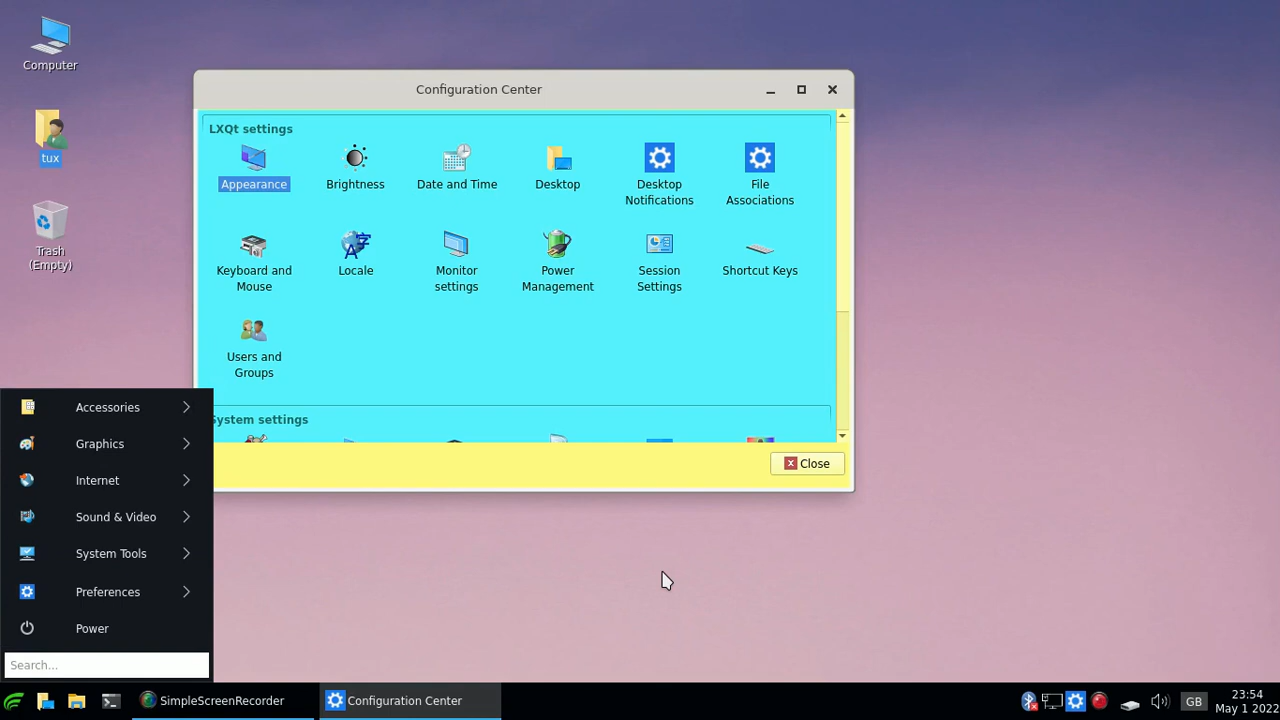 Computer
tux
Trash
(Empty)
Configuration Center
LXQt settings
Appearance
Brightness
Date and Time
Desktop
Desktop
Notifications
File
Associations
Keyboard and
Mouse
Locale
Monitor
settings
Power
Management
Session
Settings
Shortcut Keys
Users and
Groups
System settings
Close
Accessories
Graphics
Internet
Sound & Video
System Tools
Preferences
Power
Search...
SimpleScreenRecorder
Configuration Center
GB
23:54
May 1 2022